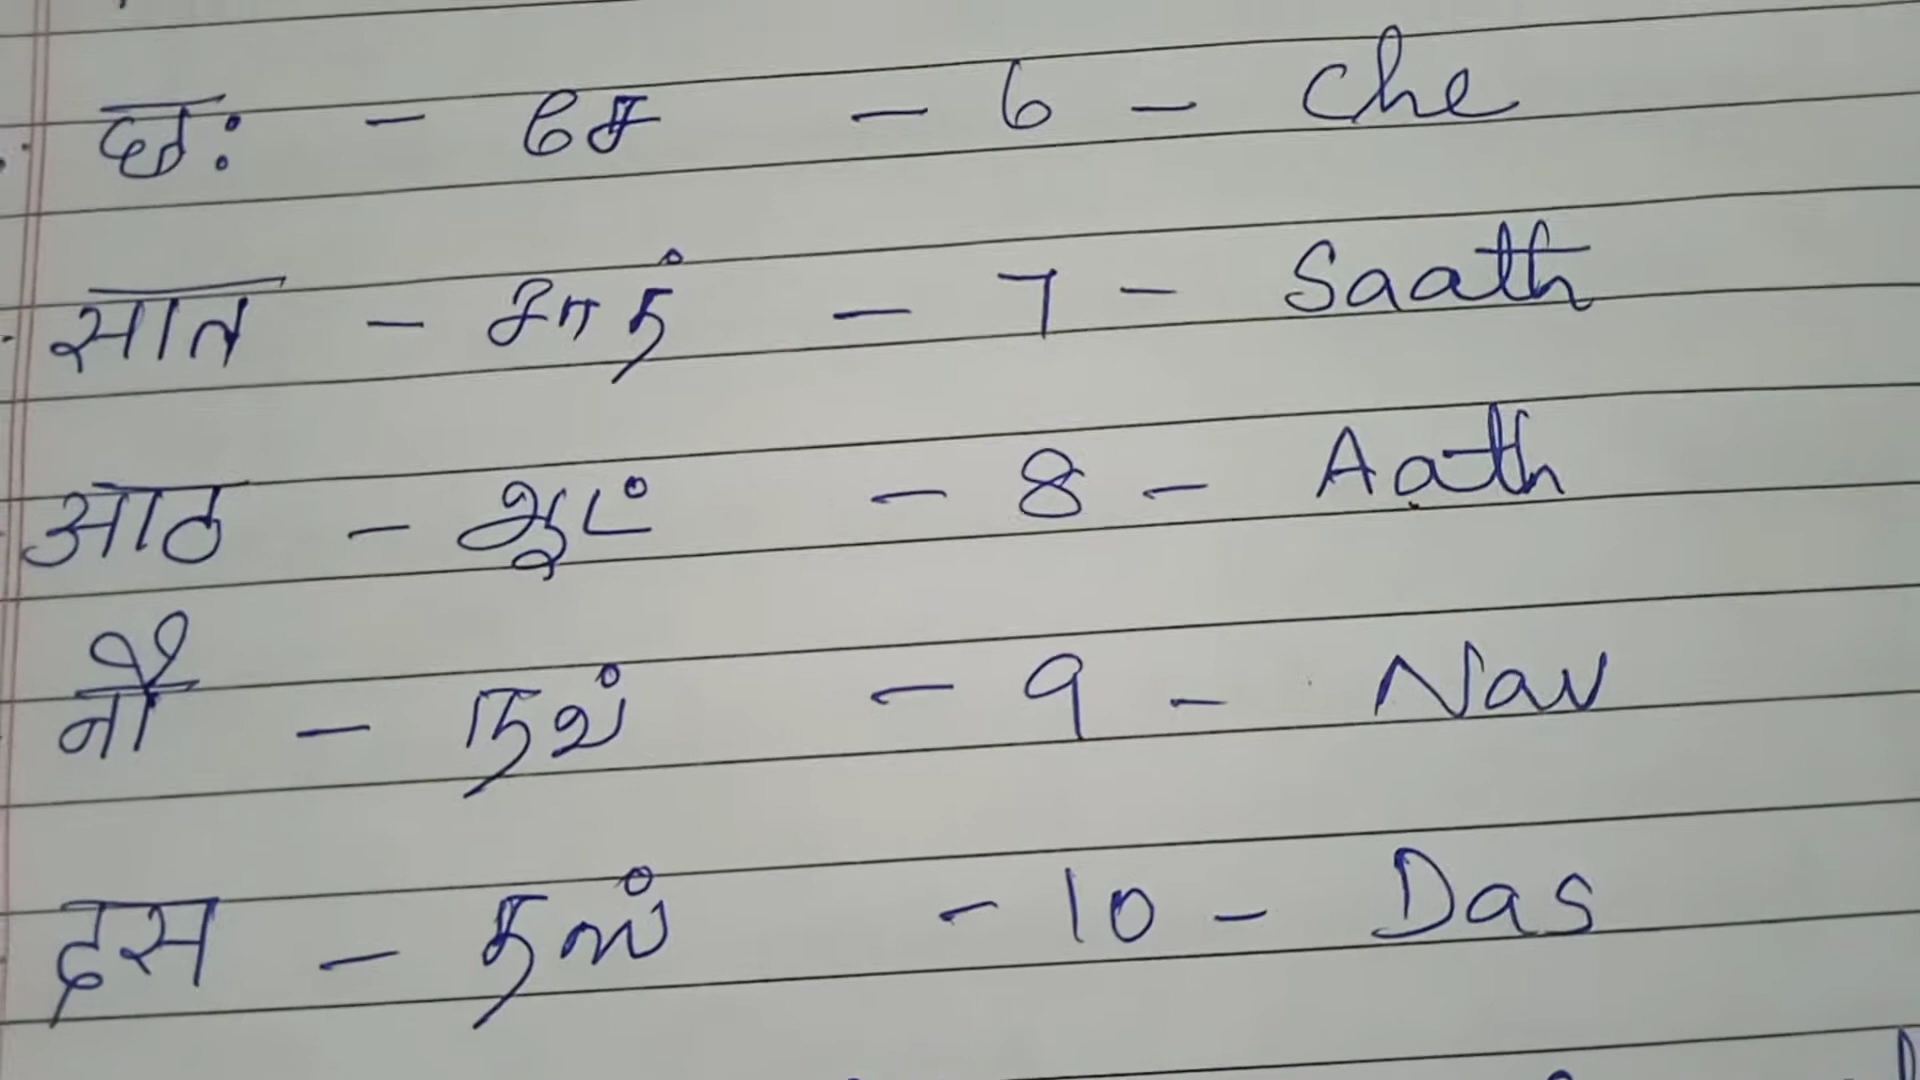 छः - சே - 6 - Che
सात - சாத் - 7 - Saath
आठ - ஆட் - 8 - Aath
नौ - நவ் - 9 - Nav
दस - தஸ் - 10 - Das